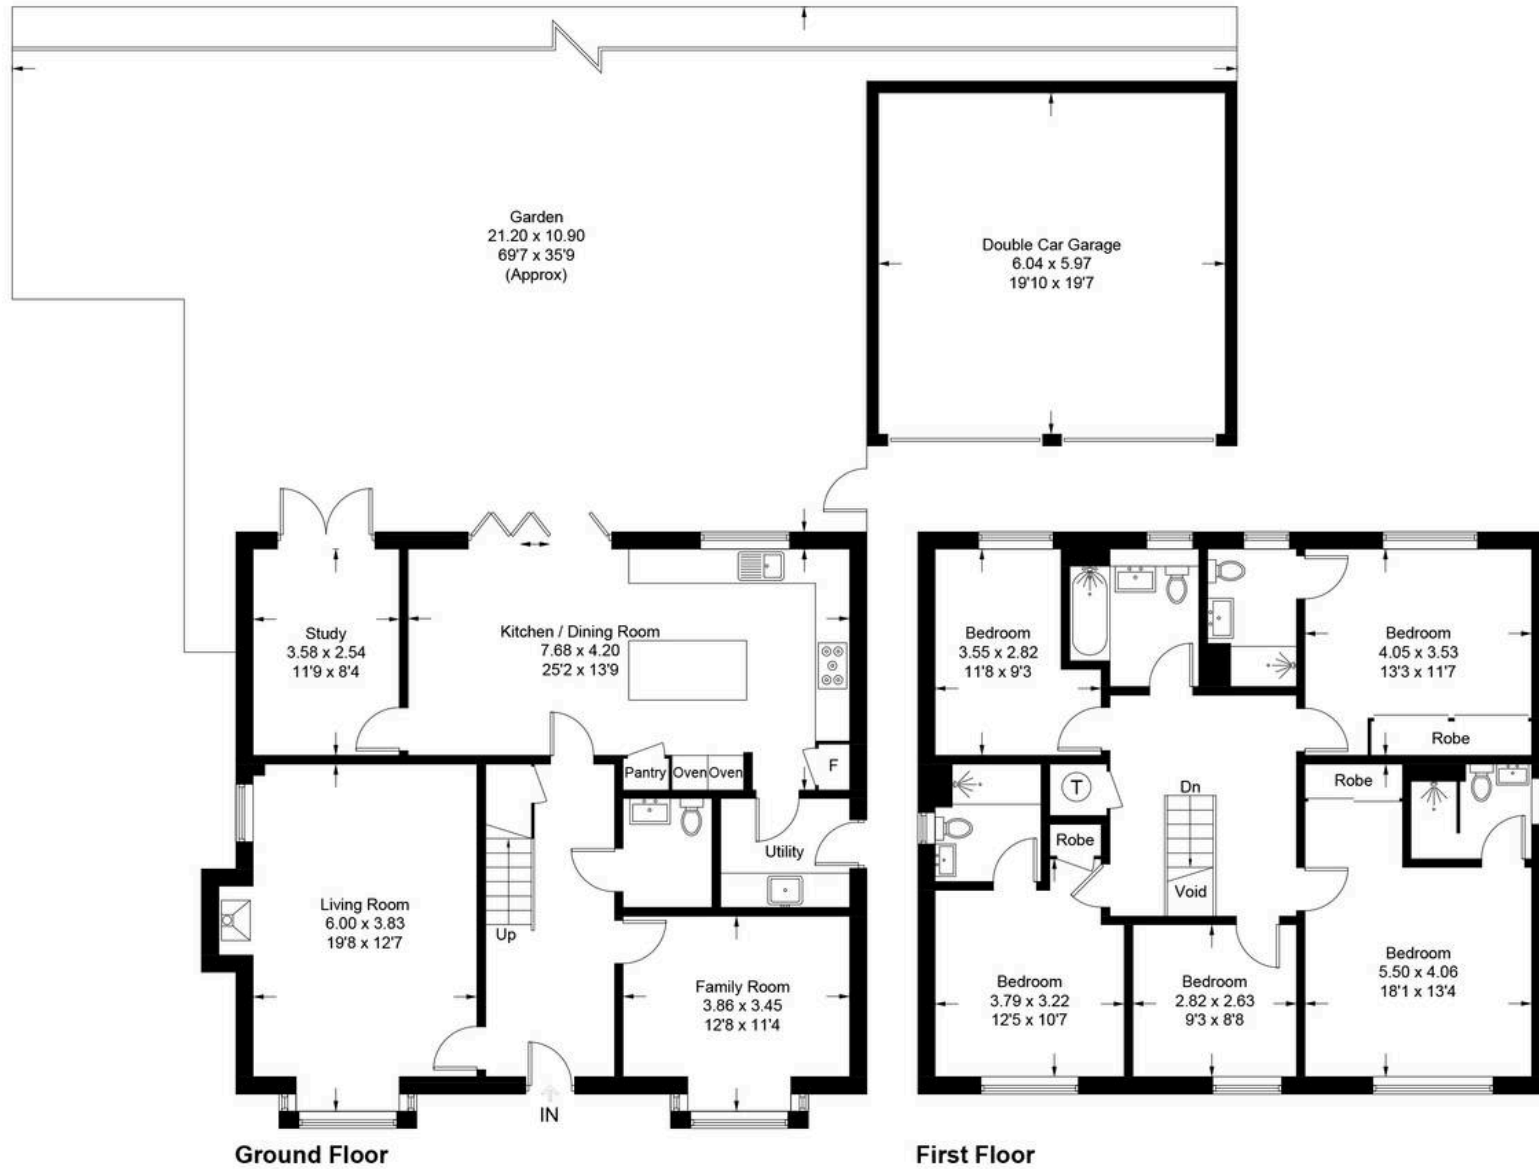 Garden
21.20 x 10.90
69'7 x 35'9
(Approx)
Double Car Garage
6.04 x 5.97
19'10 x 19'7
Study
3.58 x 2.54
11'9 x 8'4
Kitchen / Dining Room
7.68 x 4.20
25'2 x 13'9
Pantry
Oven
Oven
F
Utility
Living Room
6.00 x 3.83
19'8 x 12'7
Up
Family Room
3.86 x 3.45
12'8 x 11'4
IN
Ground Floor
Bedroom
3.55 x 2.82
11'8 x 9'3
Bedroom
4.05 x 3.53
13'3 x 11'7
Robe
T
Dn
Robe
Robe
Void
Bedroom
3.79 x 3.22
12'5 x 10'7
Bedroom
2.82 x 2.63
9'3 x 8'8
Bedroom
5.50 x 4.06
18'1 x 13'4
First Floor